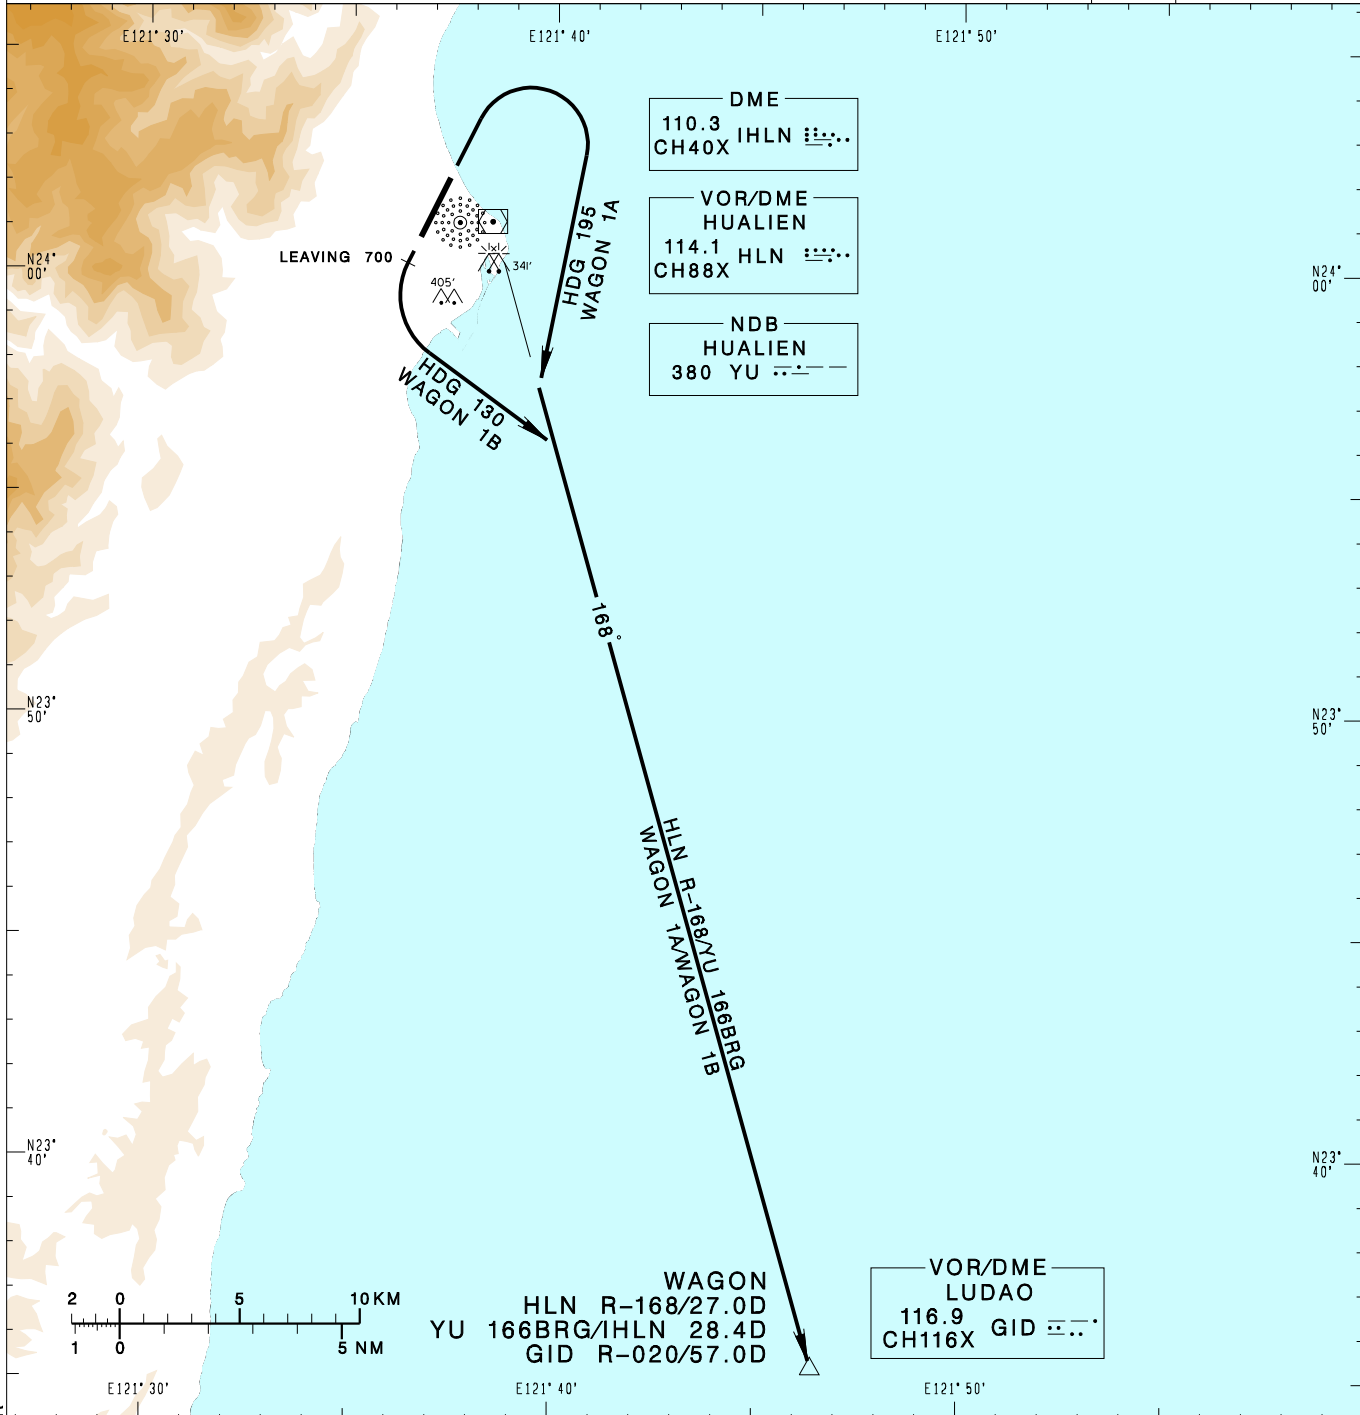 E121°30'
E121°40'
E121°50'
DME
110.3
CH40X
IHLN
VOR/DME
HUALIEN
114.1
CH88X
HLN
NDB
HUALIEN
380 YU
HDG 195
WAGON 1A
LEAVING 700
341'
405'
N24°
00'
N24°
00'
HDG 130
WAGON 1B
168°
N23°
50'
N23°
50'
HLN R-168/YU 166BRG
WAGON 1A/WAGON 1B
N23°
40'
N23°
40'
WAGON
HLN R-168/27.0D
YU 166BRG/IHLN 28.4D
GID R-020/57.0D
VOR/DME
LUDAO
116.9
CH116X
GID
2 0 5 10KM
1 0 5 NM
E121°30'
E121°40'
E121°50'